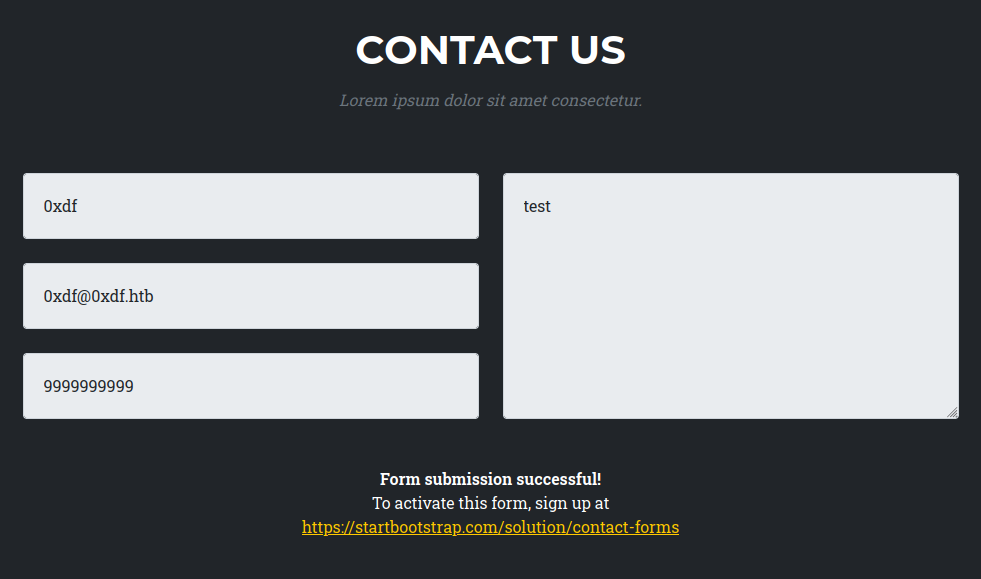 CONTACT US
Lorem ipsum dolor sit amet consectetur.
0xdf
0xdf@0xdf.htb
9999999999
test
Form submission successful!
To activate this form, sign up at
https://startbootstrap.com/solution/contact-forms